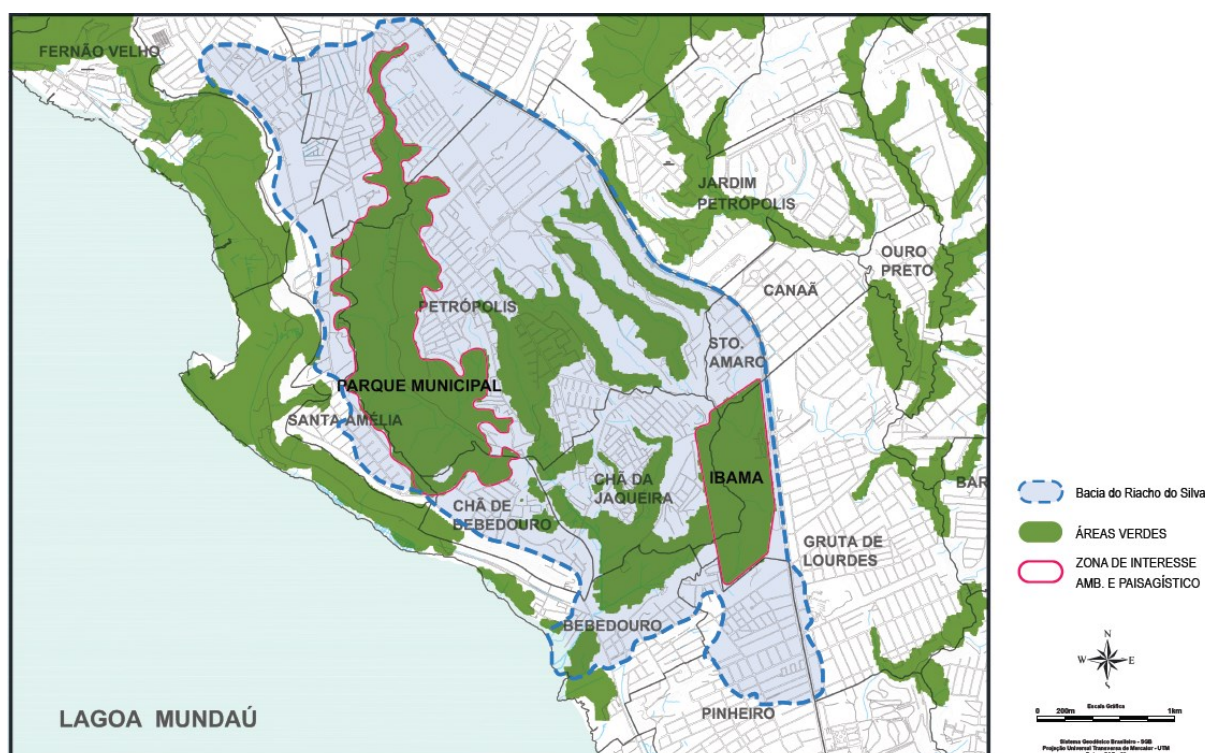 FERNÃO VELHO
JARDIM
PETRÓPOLIS
OURO
PRETO
CANAÃ
PETRÓPOLIS
STO.
AMARO
PARQUE MUNICIPAL
SANTA AMÉLIA
IBAMA
BAR
CHÃ DA
JAQUEIRA
CHÃ DE
BEBEDOURO
GRUTA DE
LOURDES
BEBEDOURO
PINHEIRO
LAGOA MUNDAÚ
Bacia do Riacho do Silva
ÁREAS VERDES
ZONA DE INTERESSE
AMB. E PAISAGÍSTICO
N
W E
S
Escala Gráfica
0 200m 1km
Sistema Geodésico Brasileiro - SGB
Projeção Universal Transversa de Mercator - UTM